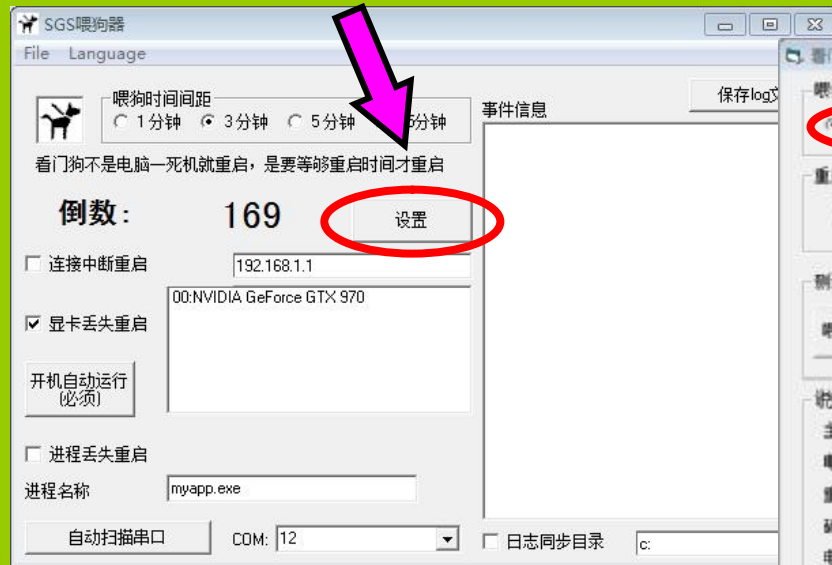 SGS喂狗器
File Language
喂狗时间间距
1分钟 3分钟 5分钟 分钟
看门狗不是电脑一死机就重启，是要等够重启时间才重启
倒数: 169 设置
连接中断重启 192.168.1.1
显卡丢失重启 00:NVIDIA GeForce GTX 970
开机自动运行
(必须)
进程丢失重启
进程名称 myapp.exe
自动扫描串口 COM: 12
保存log文
事件信息
日志同步目录 c: